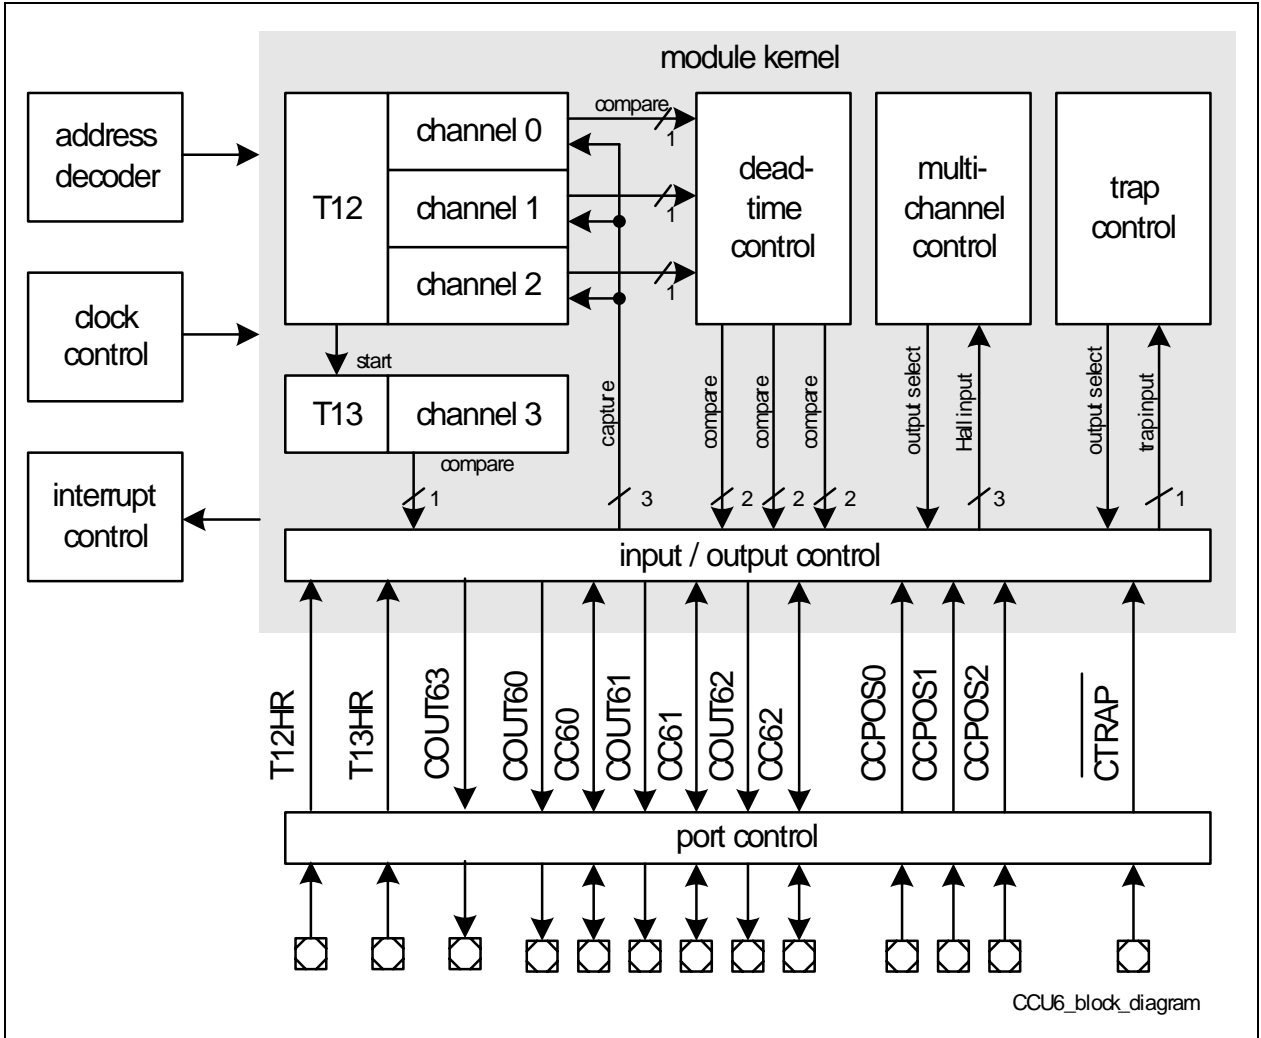 module kernel
address
decoder
clock
control
interrupt
control
T12
channel 0
channel 1
channel 2
compare
1
1
1
dead-
time
control
multi-
channel
control
trap
control
start
T13
channel 3
compare
1
capture
3
compare
2
compare
2
compare
2
output select
Hall input
3
output select
trap input
1
input / output control
T12HR
T13HR
COUT63
COUT60
CC60
COUT61
CC61
COUT62
CC62
CCPOS0
CCPOS1
CCPOS2
CTRAP
port control
CCU6_block_diagram